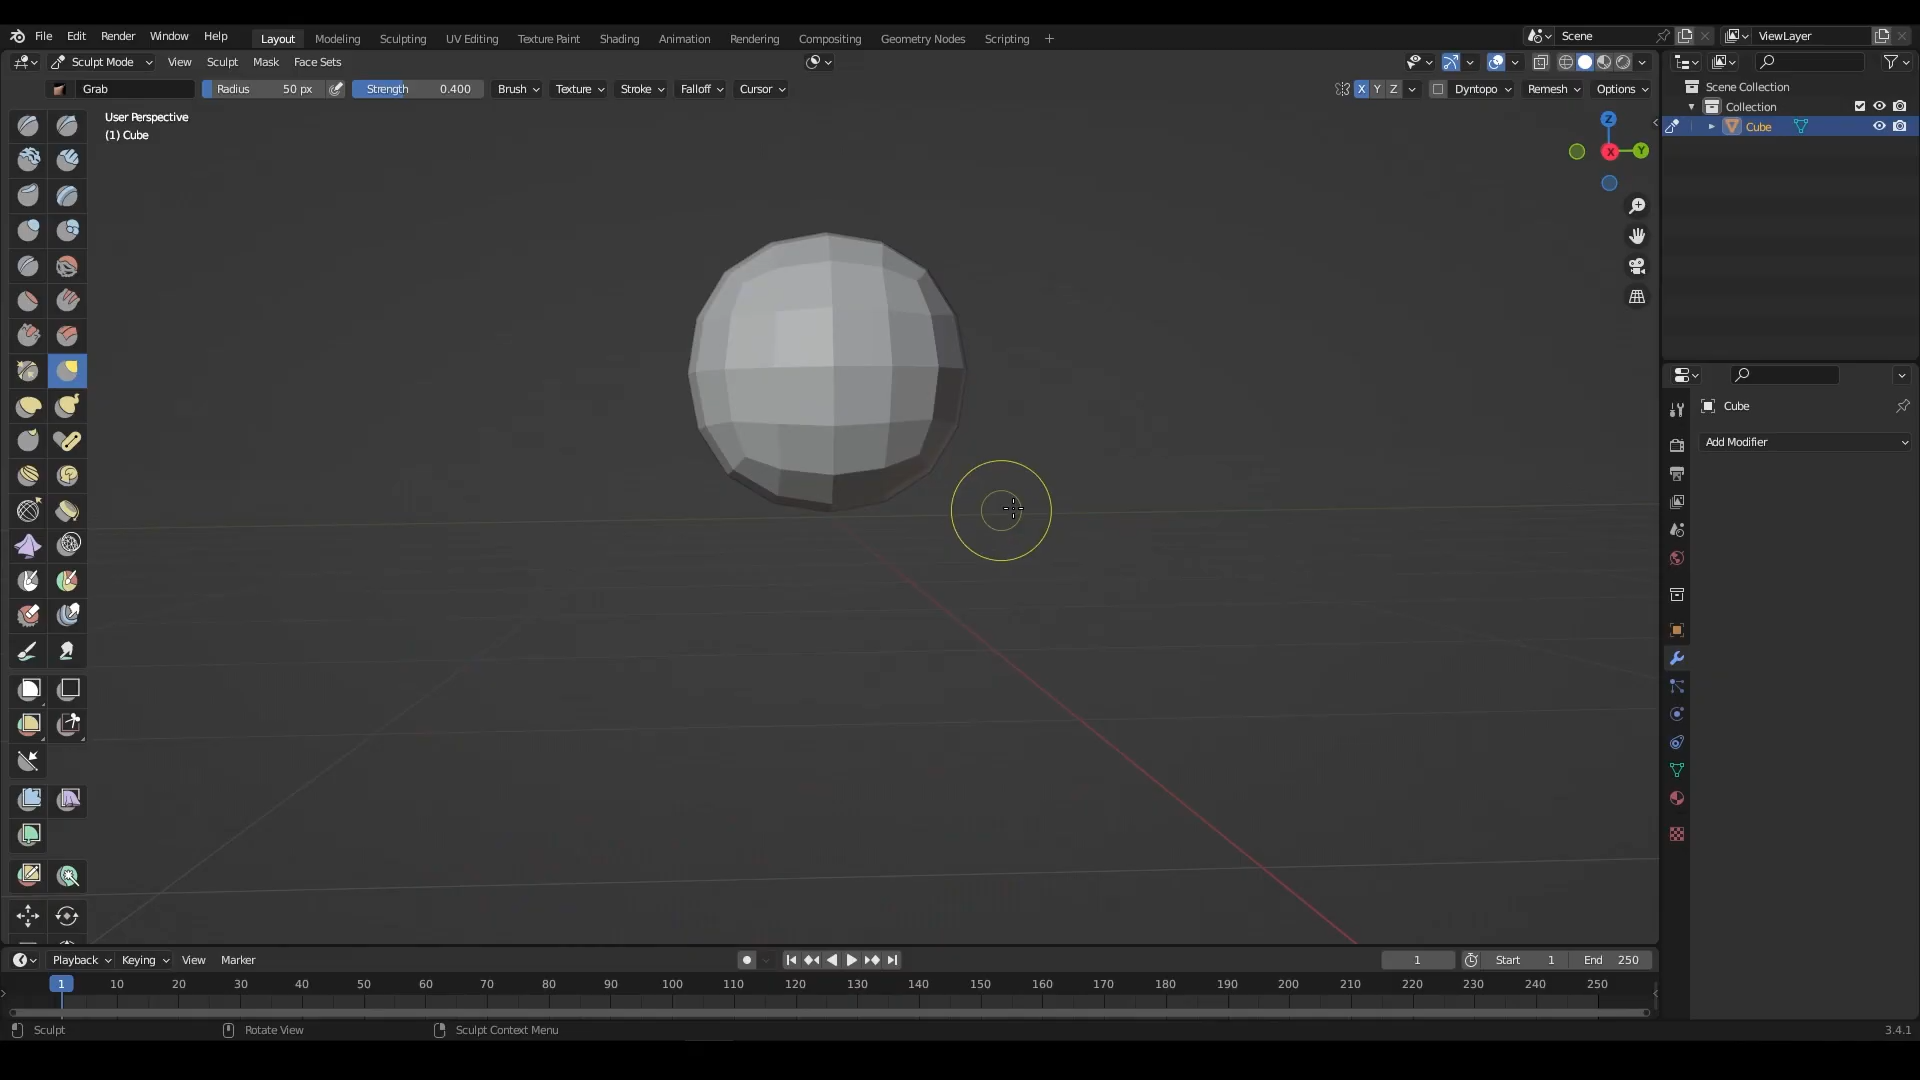 File Edit Render Window Help Layout Modeling Sculpting UV Editing Texture Paint Shading Animation Rendering Compositing Geometry Nodes Scripting + Scene ViewLayer
Sculpt Mode View Sculpt Mask Face Sets
Grab Radius 50 px Strength 0.400 Brush Texture Stroke Falloff Cursor X Y Z Dyntopo Remesh Options
Scene Collection
Collection
Cube
User Perspective
(1) Cube
Z
X
Y
Cube
Add Modifier
Playback Keying View Marker 1 Start 1 End 250
1 10 20 30 40 50 60 70 80 90 100 110 120 130 140 150 160 170 180 190 200 210 220 230 240 250
Sculpt Rotate View Sculpt Context Menu 3.4.1